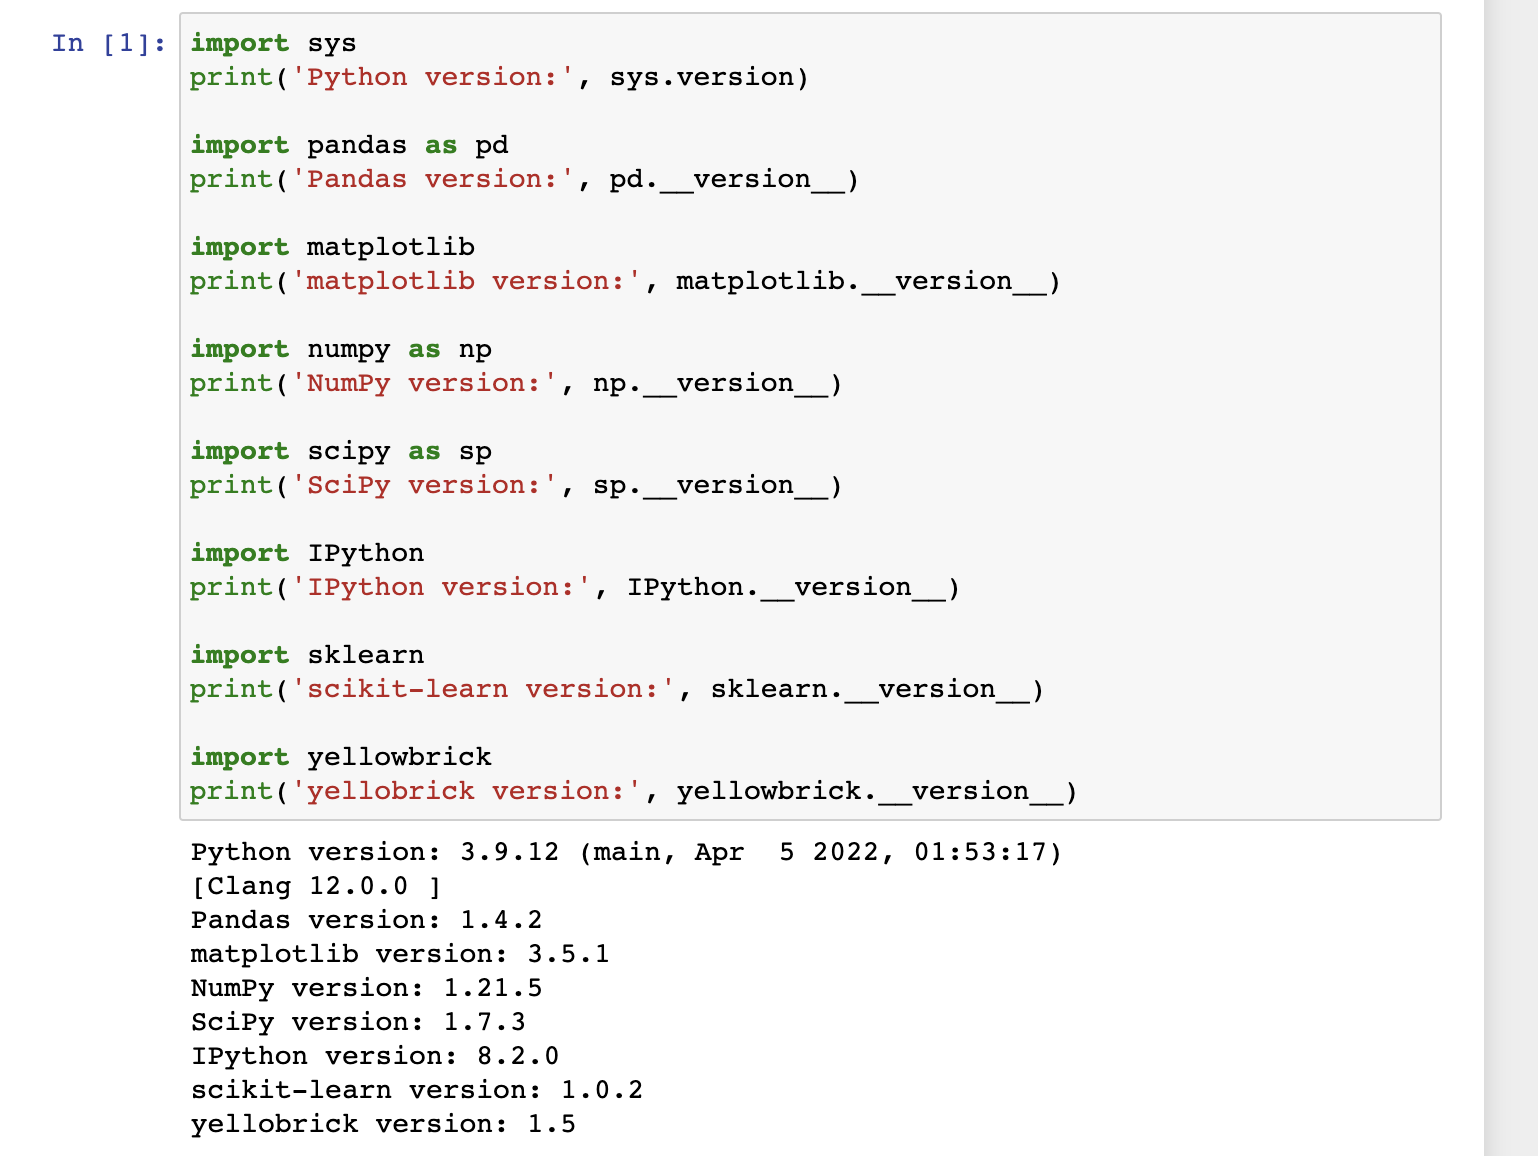 In [1]:
import sys
print('Python version:', sys.version)
import pandas as pd
print('Pandas version:', pd.__version__)
import matplotlib
print('matplotlib version:', matplotlib.__version__)
import numpy as np
print('NumPy version:', np.__version__)
import scipy as sp
print('SciPy version:', sp.__version__)
import IPython
print('IPython version:', IPython.__version__)
import sklearn
print('scikit-learn version:', sklearn.__version__)
import yellowbrick
print('yellobrick version:', yellowbrick.__version__)
Python version: 3.9.12 (main, Apr  5 2022, 01:53:17)
[Clang 12.0.0 ]
Pandas version: 1.4.2
matplotlib version: 3.5.1
NumPy version: 1.21.5
SciPy version: 1.7.3
IPython version: 8.2.0
scikit-learn version: 1.0.2
yellobrick version: 1.5